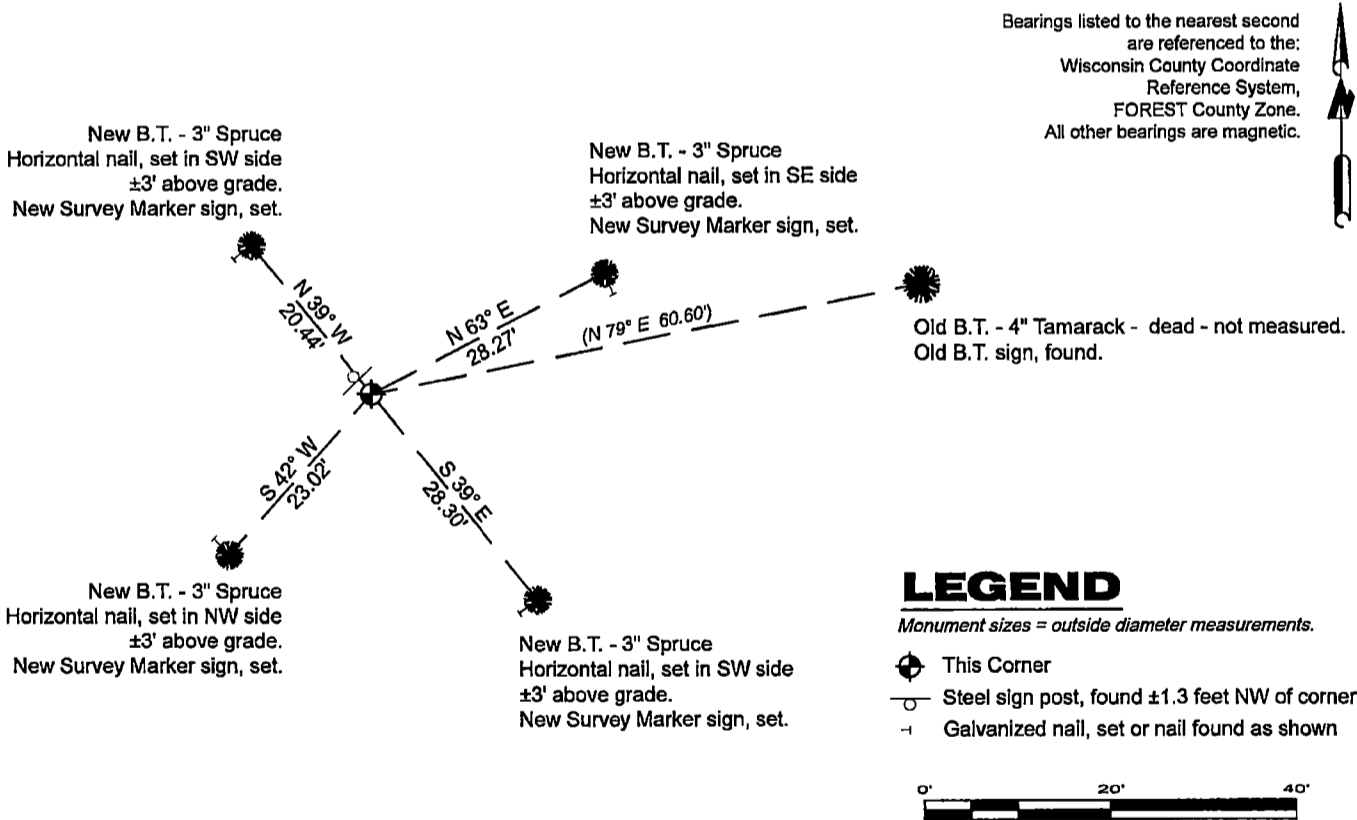 Bearings listed to the nearest second
are referenced to the:
Wisconsin County Coordinate
Reference System,
FOREST County Zone.
All other bearings are magnetic.
New B.T. - 3" Spruce
Horizontal nail, set in SW side
±3' above grade.
New Survey Marker sign, set.
New B.T. - 3" Spruce
Horizontal nail, set in SE side
±3' above grade.
New Survey Marker sign, set.
N 39° W
20.44'
N 63° E
28.27'
(N 79° E 60.60')
Old B.T. - 4" Tamarack - dead - not measured.
Old B.T. sign, found.
S 42° W
23.02'
S 39° E
28.30'
New B.T. - 3" Spruce
Horizontal nail, set in NW side
±3' above grade.
New Survey Marker sign, set.
New B.T. - 3" Spruce
Horizontal nail, set in SW side
±3' above grade.
New Survey Marker sign, set.
LEGEND
Monument sizes = outside diameter measurements.
This Corner
Steel sign post, found ±1.3 feet NW of corner
Galvanized nail, set or nail found as shown
0' 20' 40'